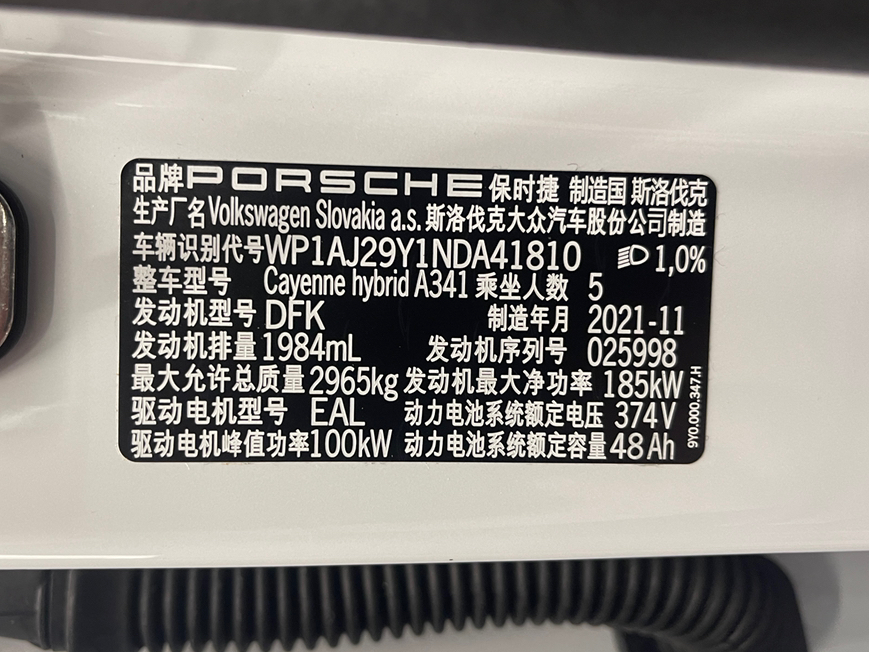 品牌PORSCHE保时捷 制造国 斯洛伐克
生产厂名Volkswagen Slovakia a.s.斯洛伐克大众汽车股份公司制造
车辆识别代号WP1AJ29Y1NDA41810 1,0%
整车型号 Cayenne hybrid A341 乘坐人数 5
发动机型号DFK 制造年月 2021-11
发动机排量1984mL 发动机序列号 025998
最大允许总质量2965kg 发动机最大净功率185kW
驱动电机型号 EAL 动力电池系统额定电压 374V
驱动电机峰值功率100kW 动力电池系统额定容量48Ah
9Y0.000.347.H